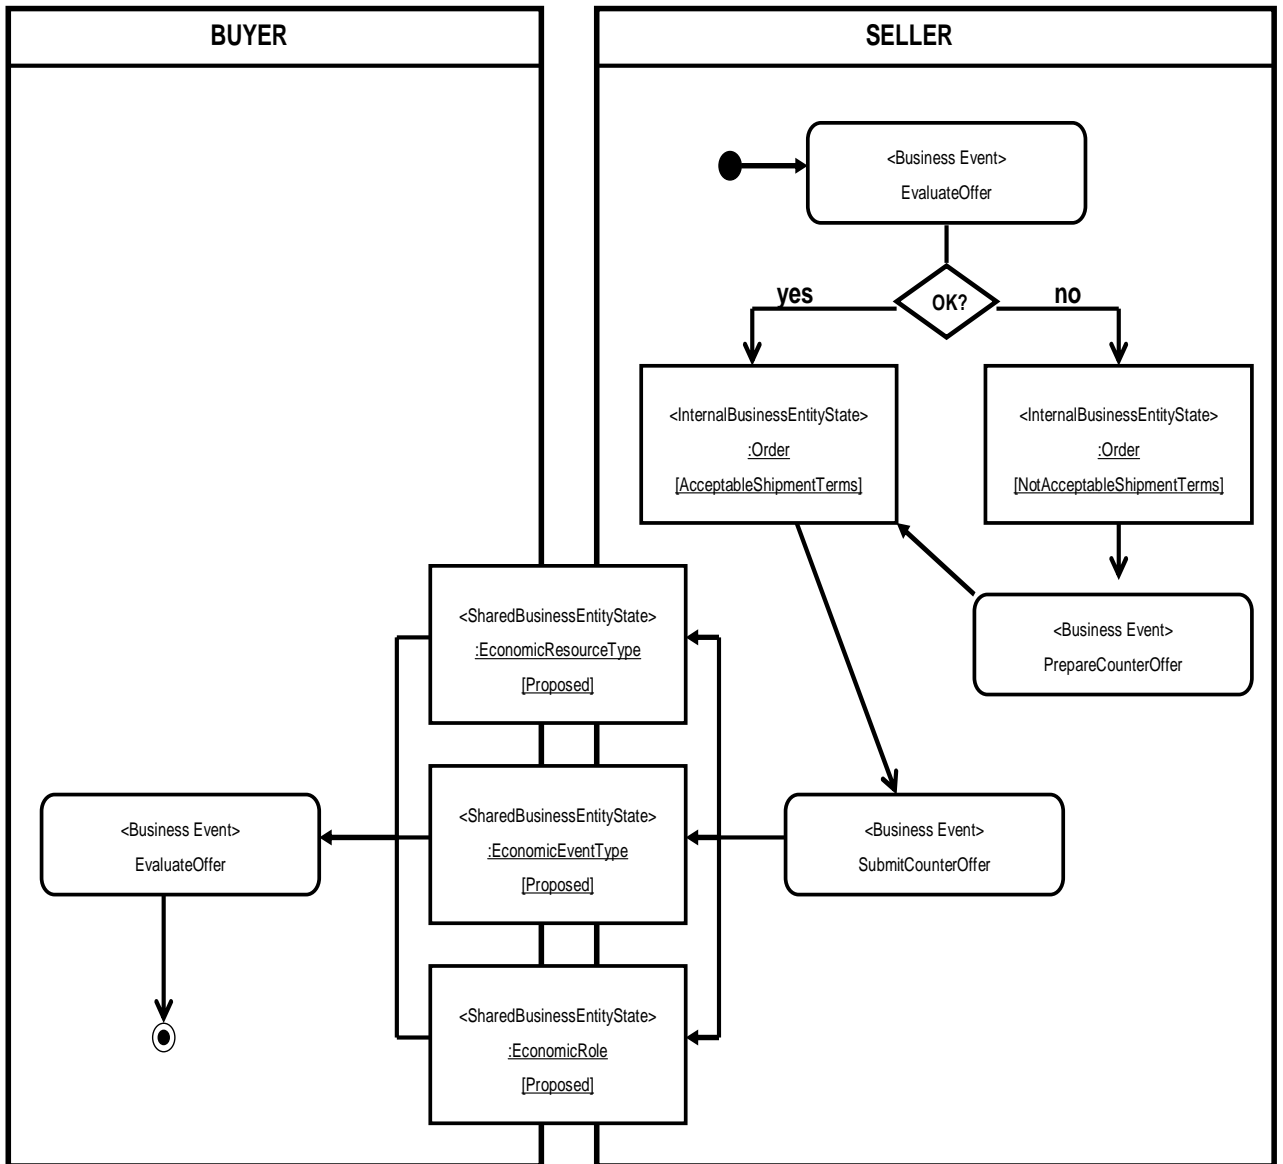 BUYER
SELLER
<Business Event>
EvaluateOffer
yes
OK?
no
<InternalBusinessEntityState>
:Order
[AcceptableShipmentTerms]
<InternalBusinessEntityState>
:Order
[NotAcceptableShipmentTerms]
<SharedBusinessEntityState>
:EconomicResourceType
[Proposed]
<Business Event>
PrepareCounterOffer
<Business Event>
EvaluateOffer
<SharedBusinessEntityState>
:EconomicEventType
[Proposed]
<Business Event>
SubmitCounterOffer
<SharedBusinessEntityState>
:EconomicRole
[Proposed]